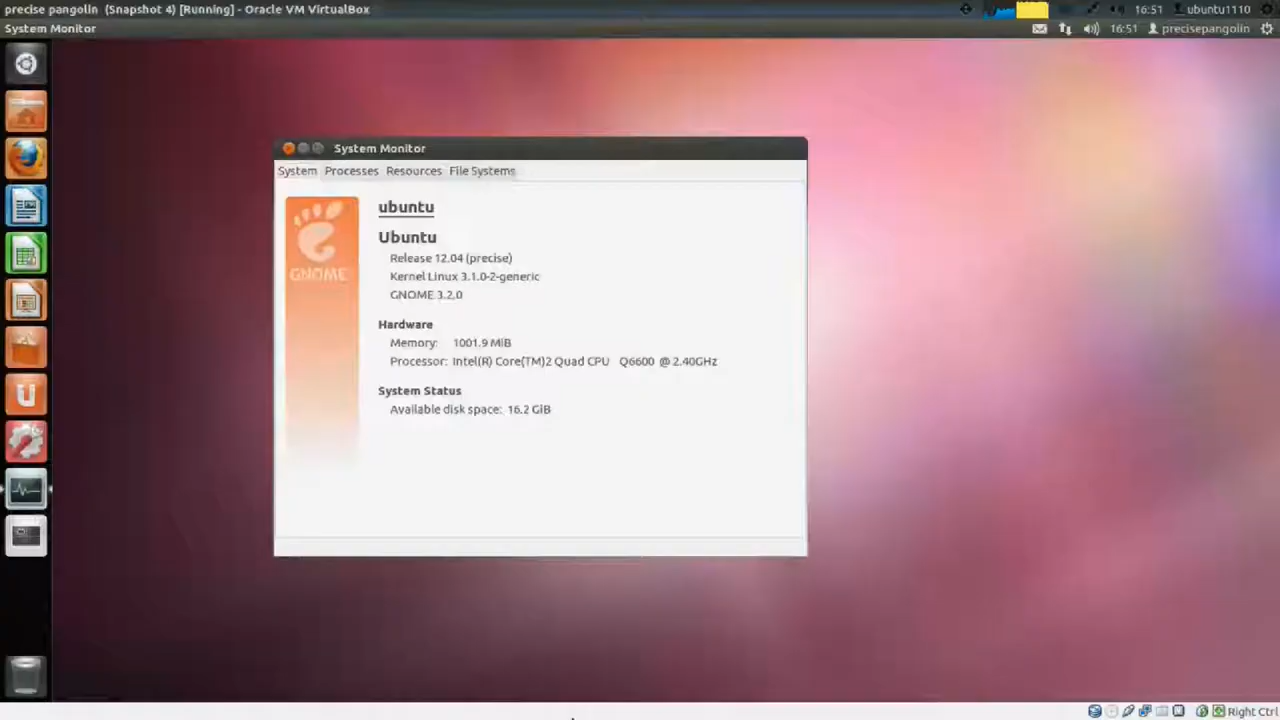 precise pangolin (Snapshot 4) [Running] - Oracle VM VirtualBox
16:51 ubuntu1110
System Monitor
16:51 precisepangolin
System Monitor
System Processes Resources File Systems
GNOME
ubuntu
Ubuntu
Release 12.04 (precise)
Kernel Linux 3.1.0-2-generic
GNOME 3.2.0
Hardware
Memory: 1001.9 MiB
Processor: Intel(R) Core(TM)2 Quad CPU Q6600 @ 2.40GHz
System Status
Available disk space: 16.2 GiB
Right Ctrl